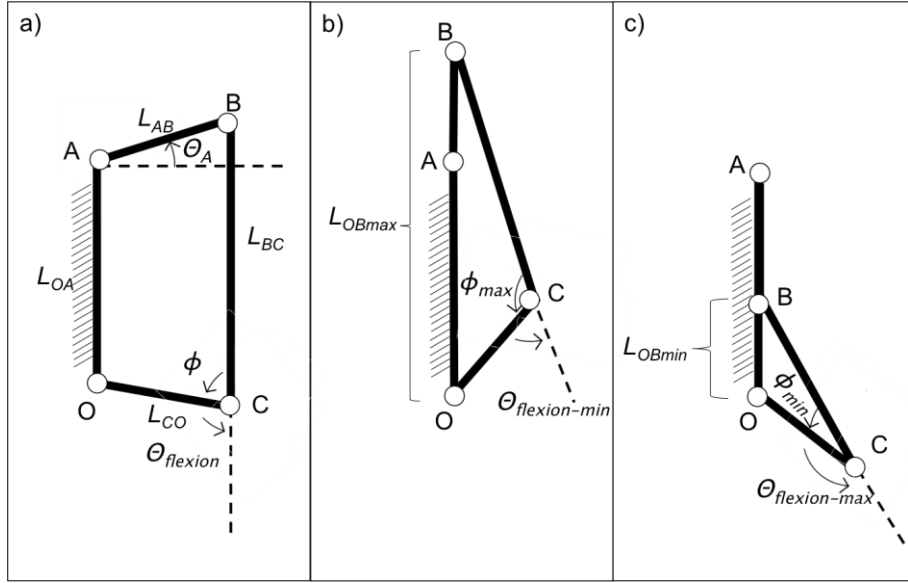 a)
B
L_AB
A
Θ_A
L_OA
L_BC
ϕ
O
C
L_CO
Θ_flexion
b)
B
A
L_OBmax
ϕ_max
C
O
Θ_flexion-min
c)
A
B
L_OBmin
ϕ_min
O
C
Θ_flexion-max